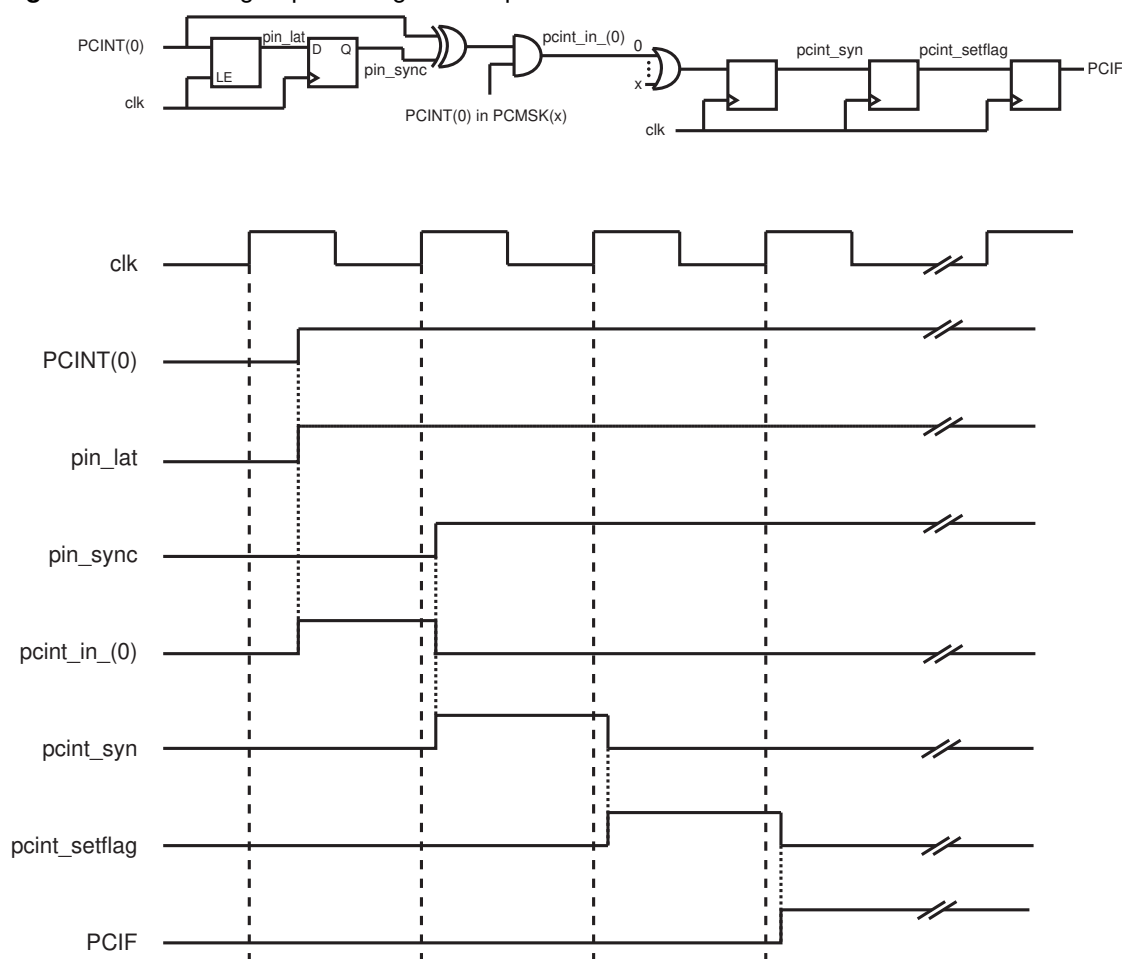 PCINT(0)
pin_lat
D Q
LE
pin_sync
clk
pcint_in_(0)
PCINT(0) in PCMSK(x)
0
x
pcint_syn
pcint_setflag
PCIF
clk
clk
PCINT(0)
pin_lat
pin_sync
pcint_in_(0)
pcint_syn
pcint_setflag
PCIF